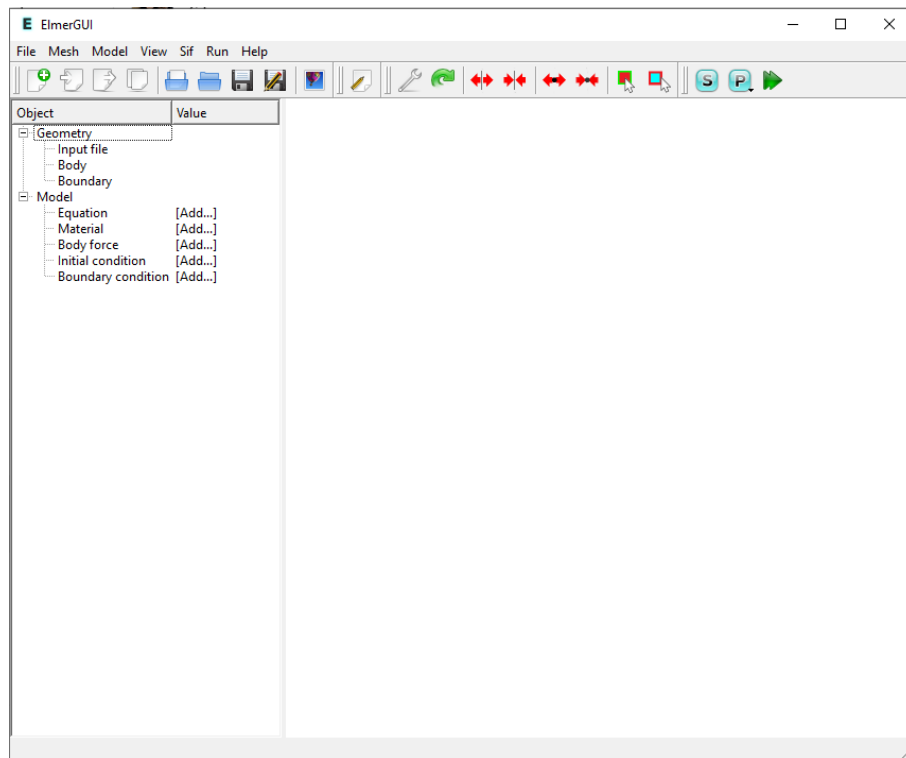 E ElmerGUI
File Mesh Model View Sif Run Help
S P
Object Value
Geometry
Input file
Body
Boundary
Model
Equation [Add...]
Material [Add...]
Body force [Add...]
Initial condition [Add...]
Boundary condition [Add...]